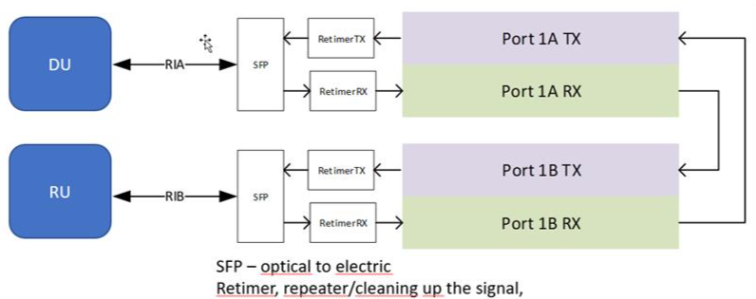 DU
RIA
SFP
RetimerTX
RetimerRX
Port 1A TX
Port 1A RX
RU
RIB
SFP
RetimerTX
RetimerRX
Port 1B TX
Port 1B RX
SFP – optical to electric
Retimer, repeater/cleaning up the signal,